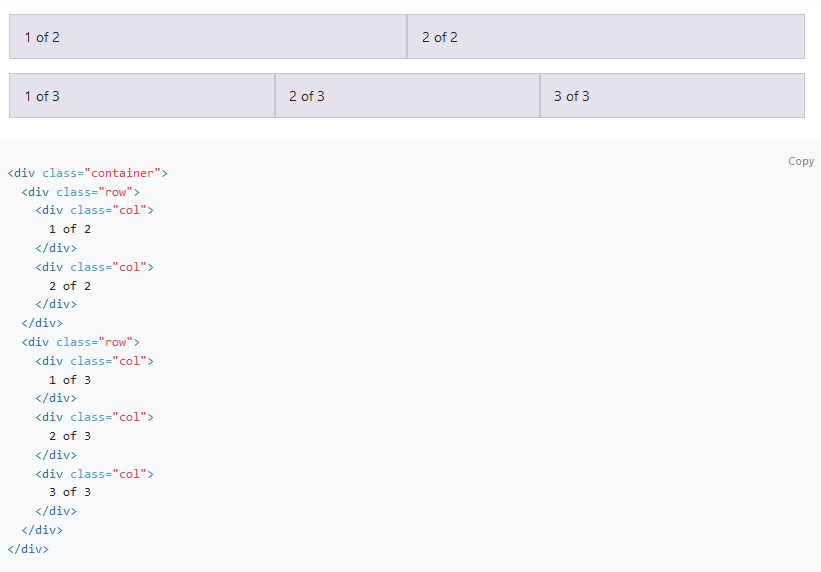 1 of 2 2 of 2
1 of 3 2 of 3 3 of 3
Copy
<div class="container">
  <div class="row">
    <div class="col">
      1 of 2
    </div>
    <div class="col">
      2 of 2
    </div>
  </div>
  <div class="row">
    <div class="col">
      1 of 3
    </div>
    <div class="col">
      2 of 3
    </div>
    <div class="col">
      3 of 3
    </div>
  </div>
</div>